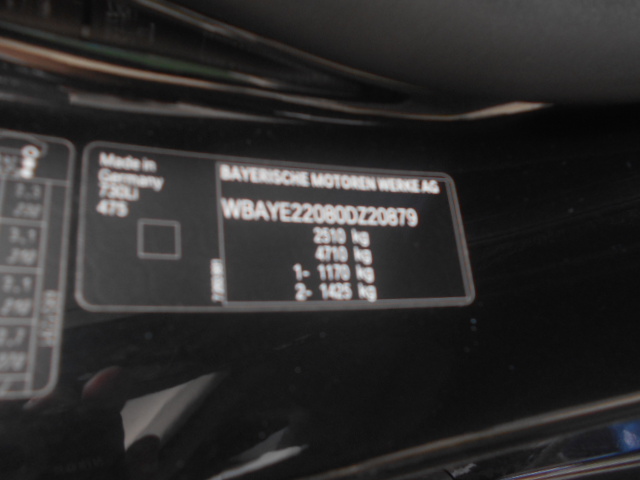 Made in
Germany
730Li
475
BAYERISCHE MOTOREN WERKE AG
WBAYE22080DZ20879
2510 kg
4710 kg
1- 1170 kg
2- 1425 kg